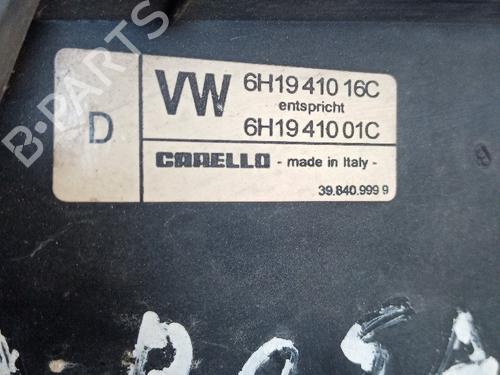 B-PARTS
VW 6H19 410 16C
entspricht
D
6H19 410 01C
CARELLO - made in Italy -
39.840.999 9